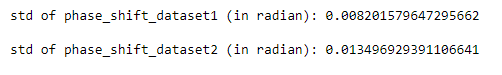 std of phase_shift_dataset1 (in radian): 0.008201579647295662
std of phase_shift_dataset2 (in radian): 0.013496929391106641